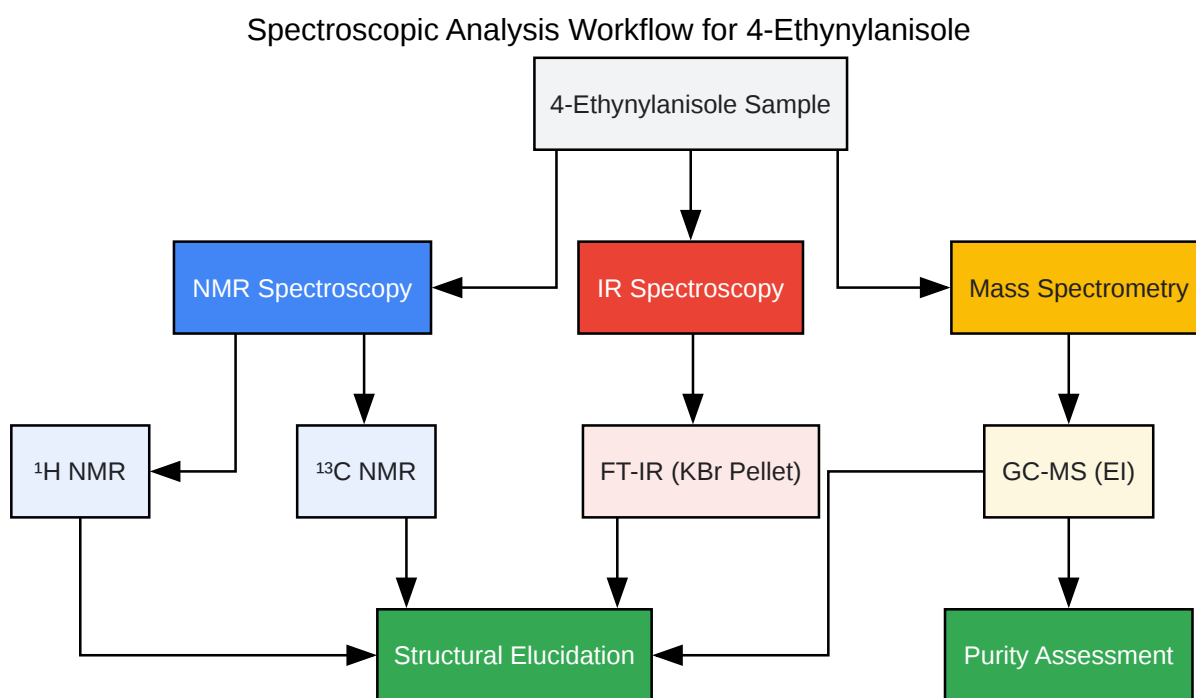 Spectroscopic Analysis Workflow for 4-Ethynylanisole
4-Ethynylanisole Sample
NMR Spectroscopy
IR Spectroscopy
Mass Spectrometry
¹H NMR
¹³C NMR
FT-IR (KBr Pellet)
GC-MS (EI)
Structural Elucidation
Purity Assessment